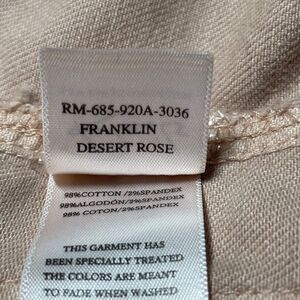 RM-685-920A-3036
FRANKLIN
DESERT ROSE
98%COTTON /2%SPANDEX
98%ALGODÓN/2%SPANDEX
98% COTON/2%SPANDEX
THIS GARMENT HAS
BEEN SPECIALLY TREATED
THE COLORS ARE MEANT
TO FADE WHEN WASHED